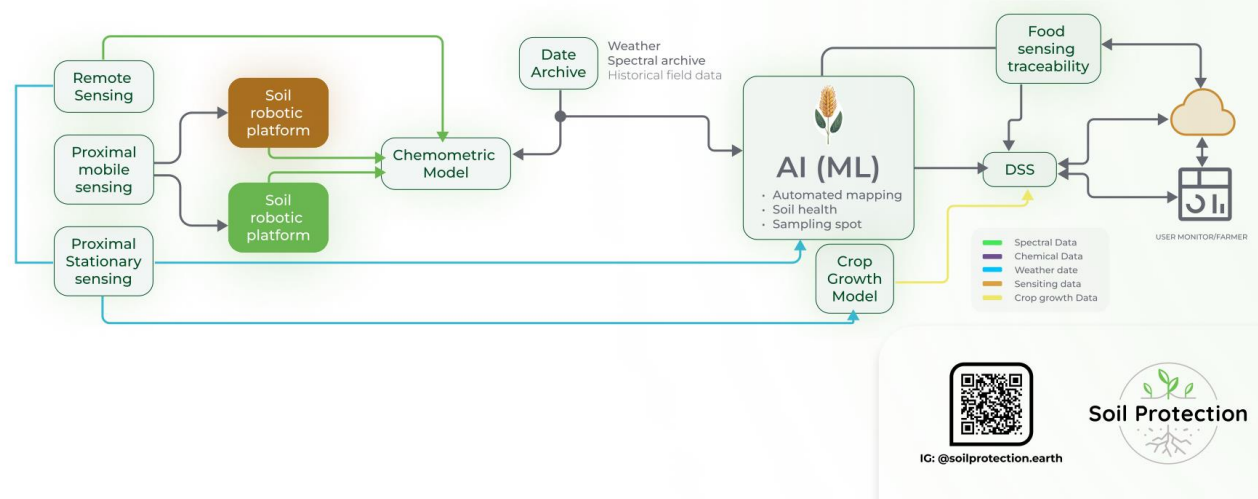 Remote
Sensing
Proximal
mobile
sensing
Proximal
Stationary
sensing
Soil
robotic
platform
Soil
robotic
platform
Chemometric
Model
Date
Archive
Weather
Spectral archive
Historical field data
AI (ML)
• Automated mapping
• Soil health
• Sampling spot
Crop
Growth
Model
Food
sensing
traceability
DSS
USER MONITOR/FARMER
Spectral Data
Chemical Data
Weather date
Sensiting data
Crop growth Data
IG: @soilprotection.earth
Soil Protection